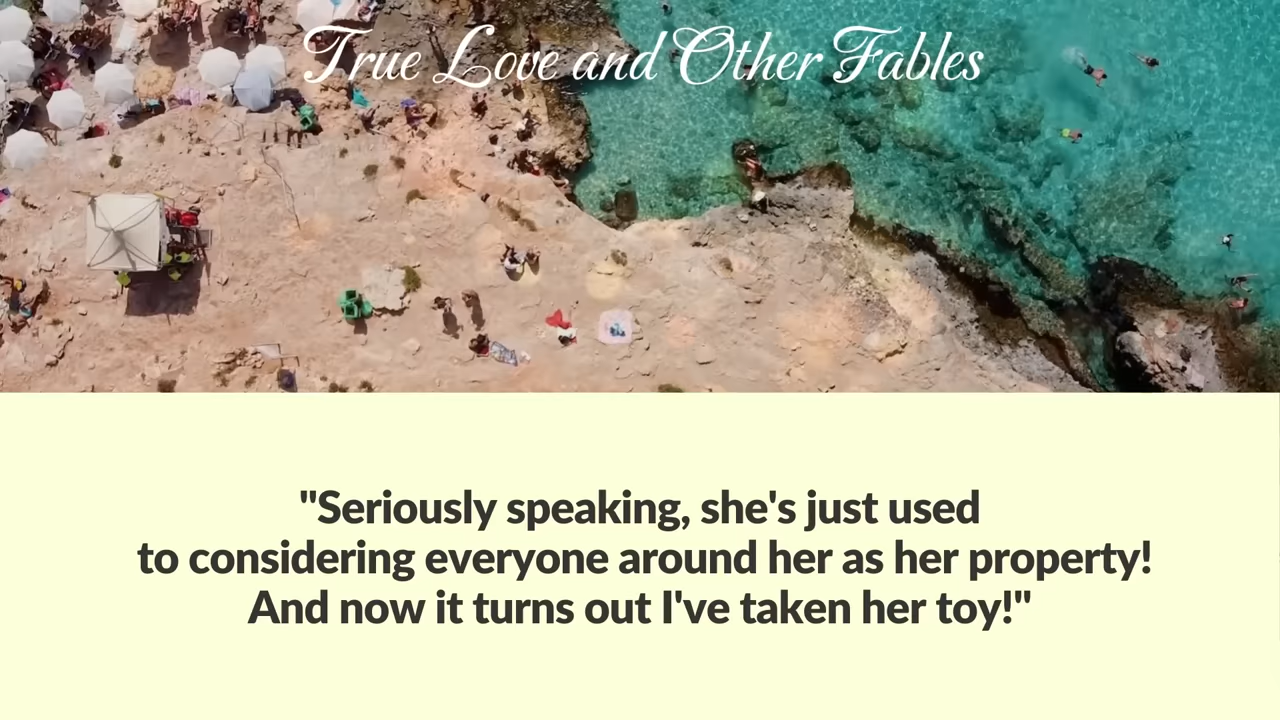 True Love and Other Fables
"Seriously speaking, she's just used
to considering everyone around her as her property!
And now it turns out I've taken her toy!"